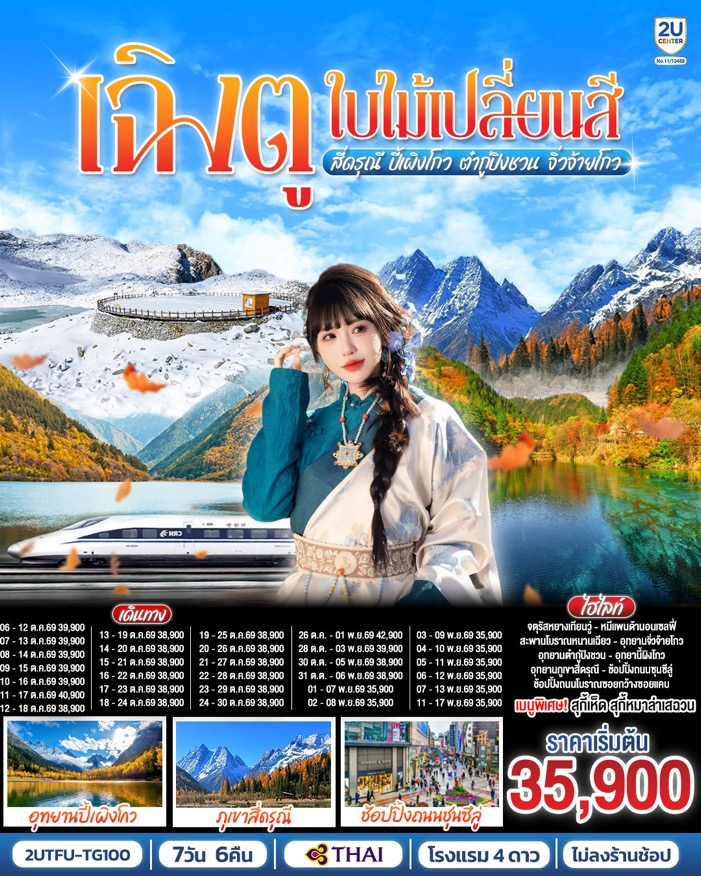 2U
CENTER
No.11/13488
เฉิงตู
ใบไม้เปลี่ยนสี
สี่ดรุณี ปี้เผิงโกว ต๋ากู่ปิงชวน จิ่วจ้ายโกว
CRH
เดินทาง
06 - 12 ต.ค.69 39,900
07 - 13 ต.ค.69 39,900
08 - 14 ต.ค.69 39,900
09 - 15 ต.ค.69 39,900
10 - 16 ต.ค.69 39,900
11 - 17 ต.ค.69 40,900
12 - 18 ต.ค.69 38,900
13 - 19 ต.ค.69 38,900
14 - 20 ต.ค.69 38,900
15 - 21 ต.ค.69 38,900
16 - 22 ต.ค.69 38,900
17 - 23 ต.ค.69 38,900
18 - 24 ต.ค.69 38,900
19 - 25 ต.ค.69 38,900
20 - 26 ต.ค.69 38,900
21 - 27 ต.ค.69 38,900
22 - 28 ต.ค.69 38,900
23 - 29 ต.ค.69 38,900
24 - 30 ต.ค.69 38,900
26 ต.ค. - 01 พ.ย.69 42,900
28 ต.ค. - 03 พ.ย.69 39,900
30 ต.ค. - 05 พ.ย.69 38,900
31 ต.ค. - 06 พ.ย.69 38,900
01 - 07 พ.ย.69 35,900
02 - 08 พ.ย.69 35,900
03 - 09 พ.ย.69 35,900
04 - 10 พ.ย.69 35,900
05 - 11 พ.ย.69 35,900
06 - 12 พ.ย.69 35,900
07 - 13 พ.ย.69 35,900
11 - 17 พ.ย.69 35,900
ไฮไลท์
จตุรัสหยางเทียนวู่ - หมีแพนด้านอนเซลฟี่
สะพานโบราณหนานเฉียว - อุทยานจิ่วจ้ายโกว
อุทยานต๋ากู่ปิงชวน - อุทยานี้ผิงโกว
อุทยานภูเขาสี่ดรุณี - ช้อปปิ้งถนนชุนซีลู่
ช้อปปิ้งถนนโบราณซอยกว้างซอยแคบ
เมนูพิเศษ! สุกี้เห็ด สุกี้หมาล่าเสฉวน
ราคาเริ่มต้น
35,900
อุทยานปี้เผิงโกว
ภูเขาสี่ดรุณี
ช้อปปิ้งถนนชุนซีลู่
2UTFU-TG100
7วัน 6คืน
THAI
โรงแรม 4 ดาว
ไม่ลงร้านช้อป